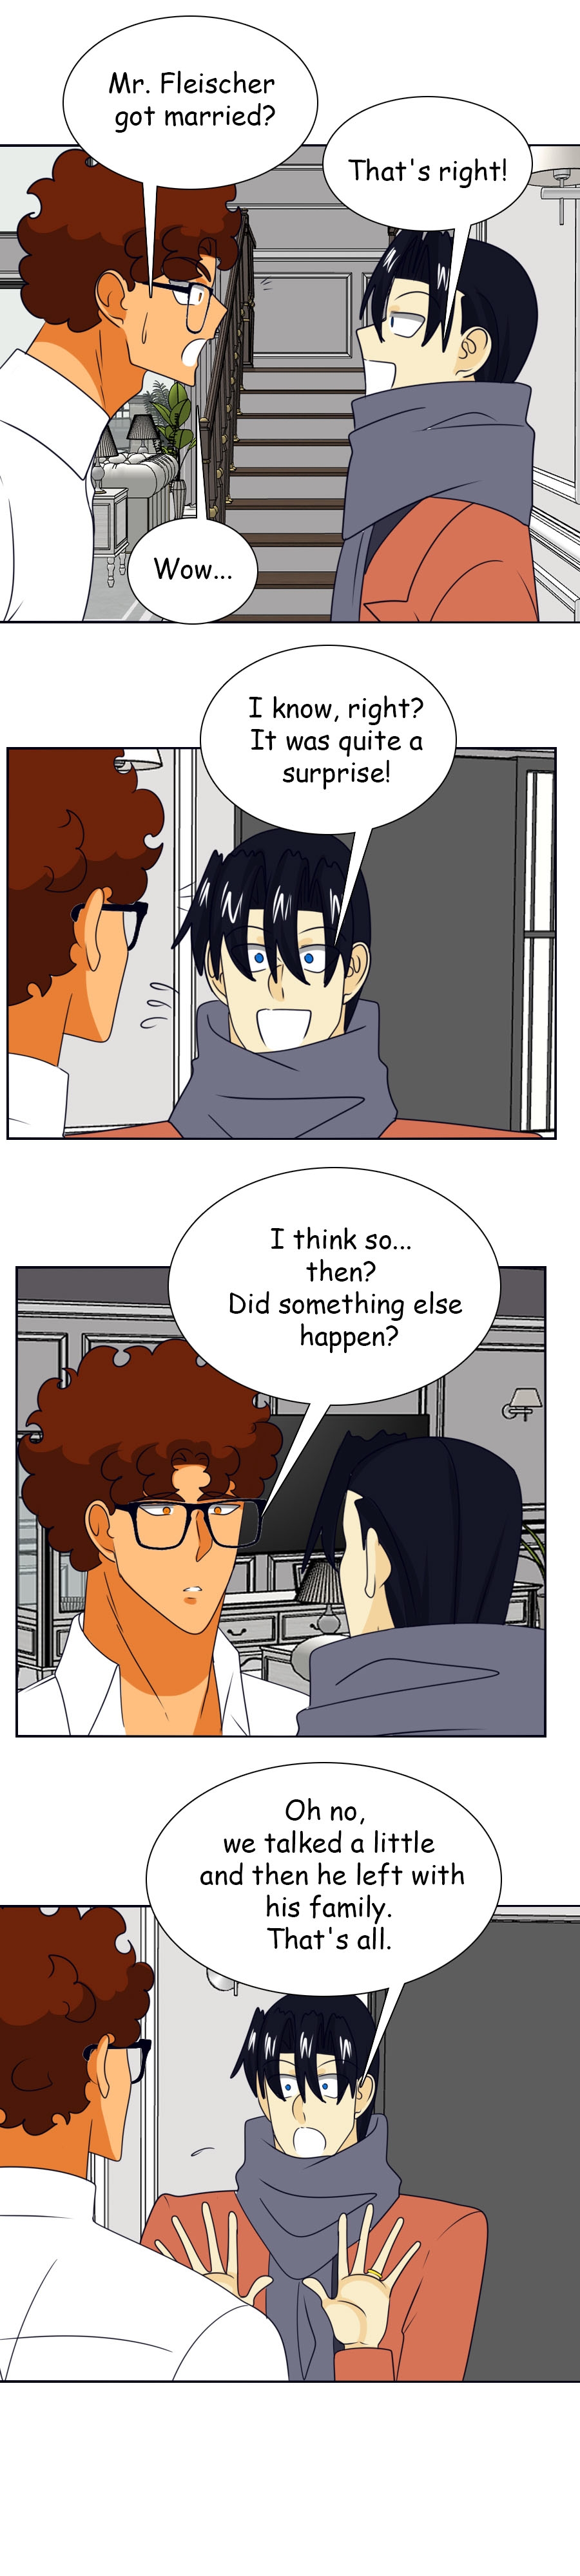 Mr. Fleischer
got married?
That's right!
Wow...
I know, right?
It was quite a
surprise!
I think so...
then?
Did something else
happen?
Oh no,
we talked a little
and then he left with
his family.
That's all.